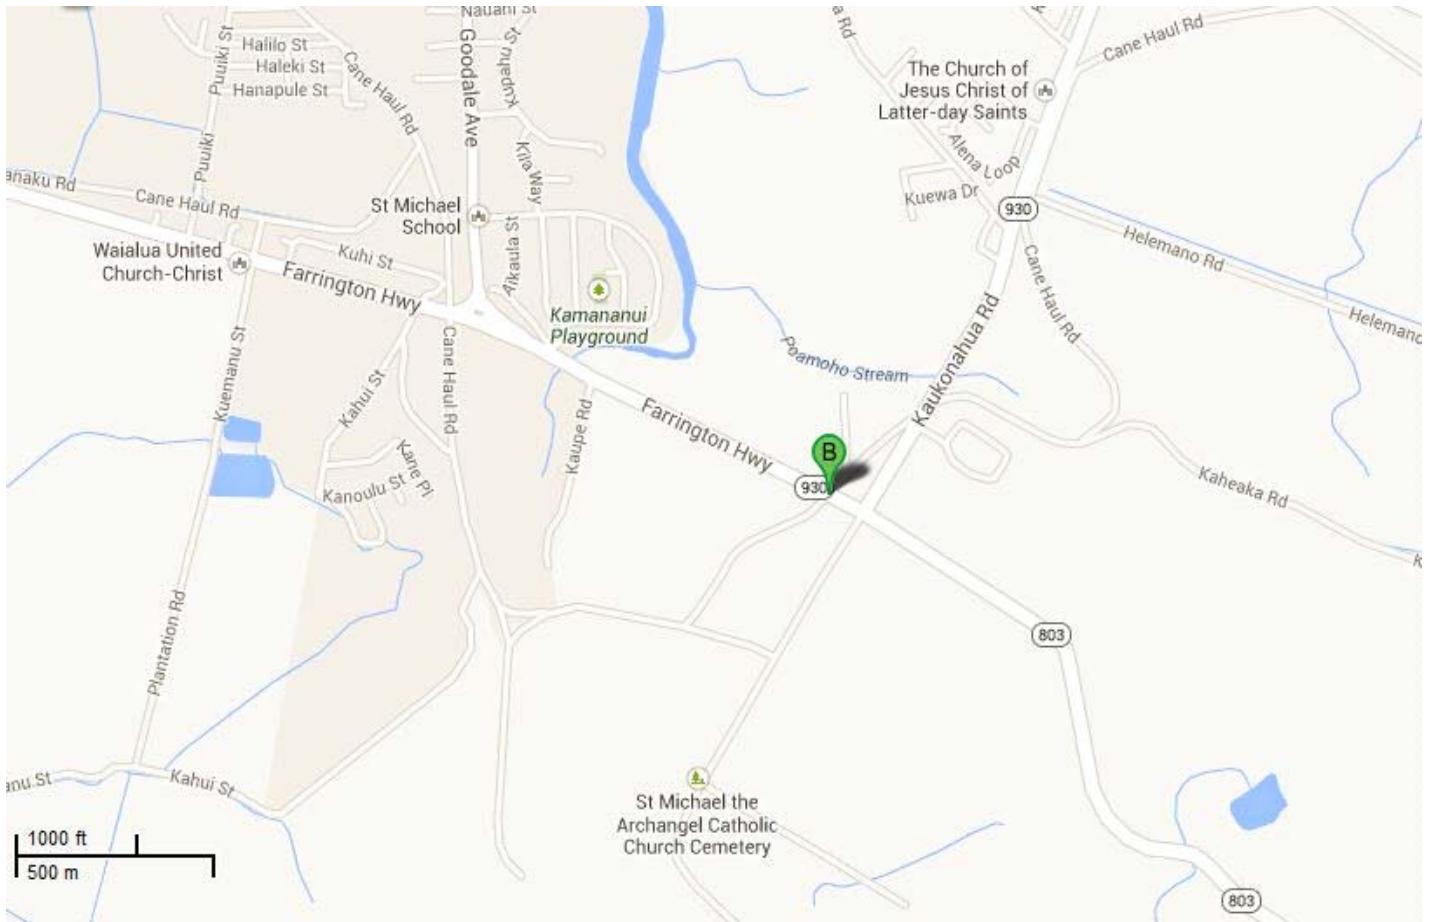 Nauahi St
Puuiki St
Halilo St
Haleki St
Hanapule St
Cane Haul Rd
Goodale Ave
Kupahu St
a Rd
Cane Haul Rd
The Church of
Jesus Christ of
Latter-day Saints
Alena Loop
Kuewa Dr
930
Puuiki
Kila Way
anaku Rd
Cane Haul Rd
St Michael
School
Aikaula St
Waialua United
Church-Christ
Kuhi St
Farrington Hwy
Kamananui
Playground
Helemano Rd
Cane Haul Rd
Helemano
Kaukonahua Rd
Poamoho Stream
Kuemanu St
Kahui St
Cane Haul Rd
Kaupe Rd
Farrington Hwy
B
930
Kane Pl
Kanoulu St
Kaheaka Rd
K
Plantation Rd
803
anu St
Kahui St
St Michael the
Archangel Catholic
Church Cemetery
1000 ft
500 m
803